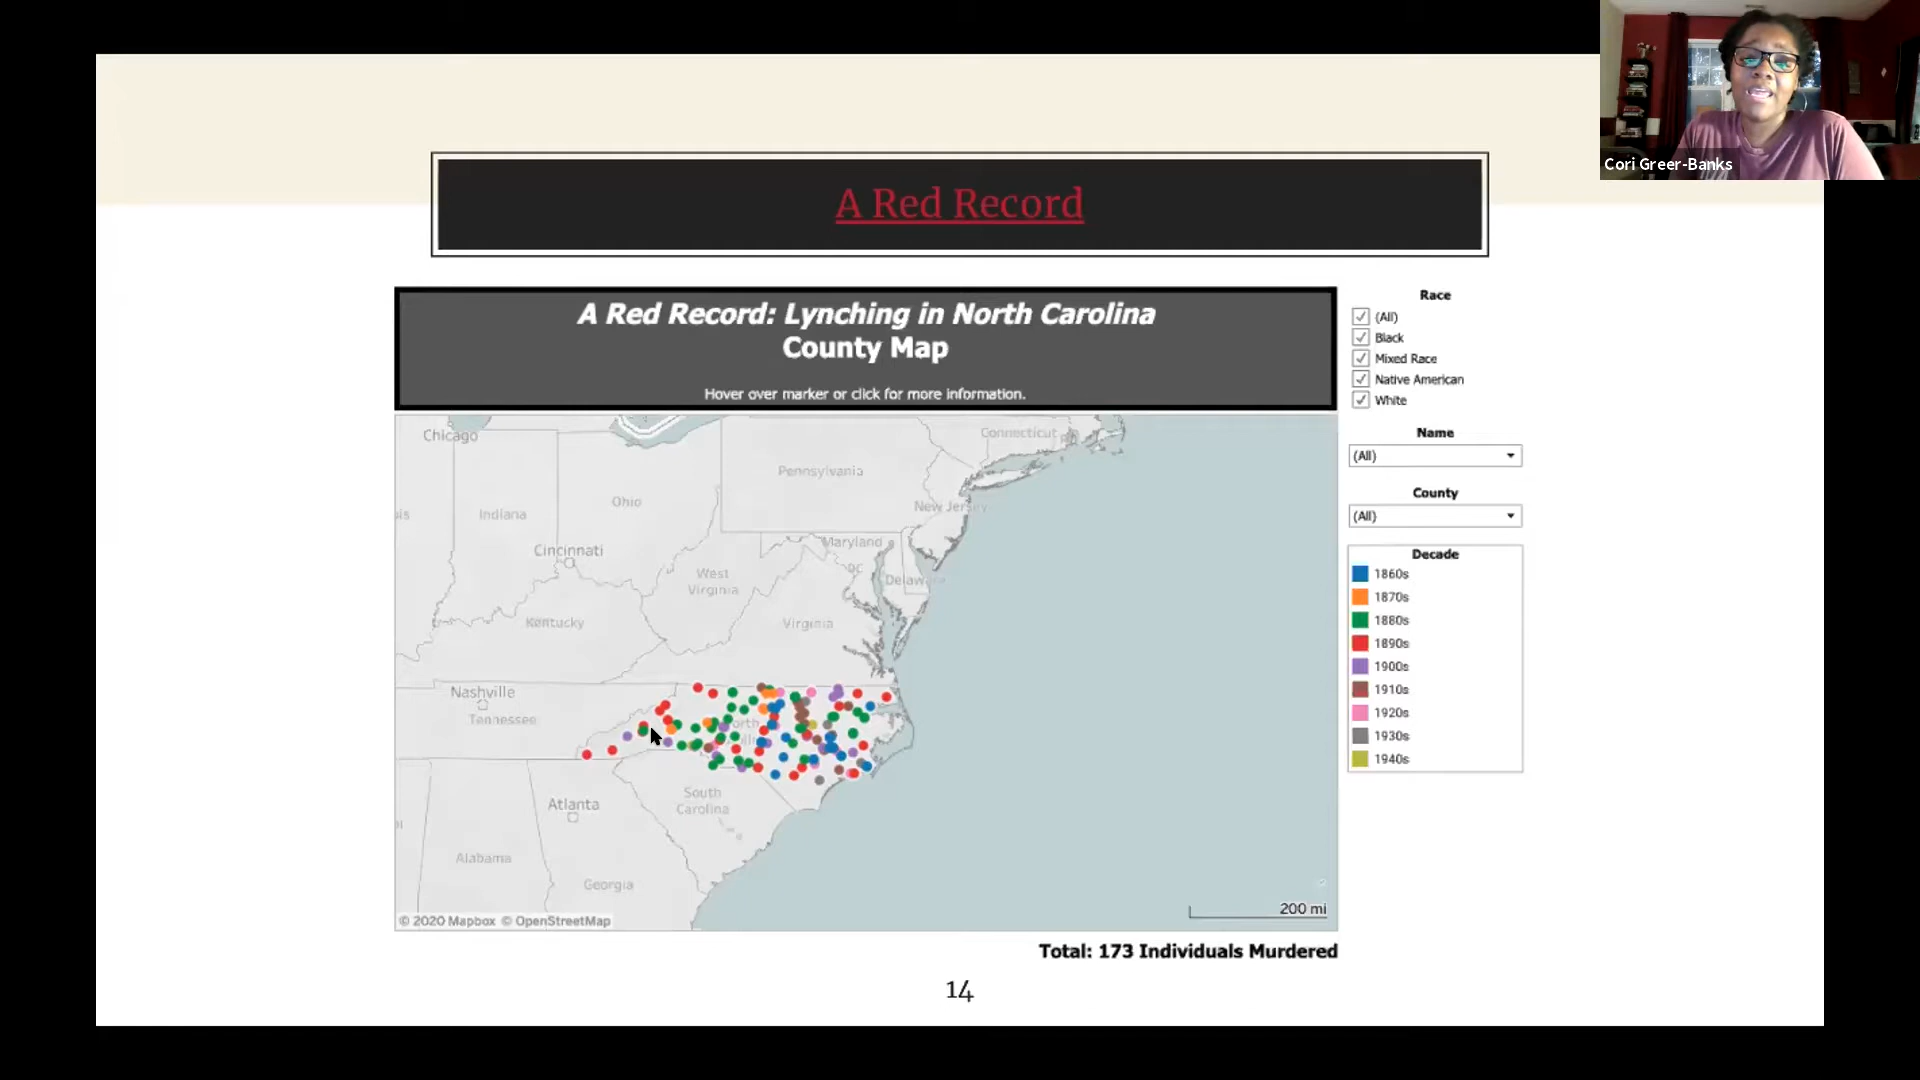 Cori Greer-Banks
A Red Record
A Red Record: Lynching in North Carolina
County Map
Hover over marker or click for more information.
Race
(All)
Black
Mixed Race
Native American
White
Name
(All)
County
(All)
Decade
1860s
1870s
1880s
1890s
1900s
1910s
1920s
1930s
1940s
Chicago
Connecticut
Pennsylvania
Ohio
Indiana
New Jersey
Cincinnati
Maryland
DC
West
Virginia
Delaw
Kentucky
Virginia
Nashville
Tennessee
South
Carolina
Atlanta
Alabama
Georgia
© 2020 Mapbox © OpenStreetMap
200 mi
Total: 173 Individuals Murdered
14